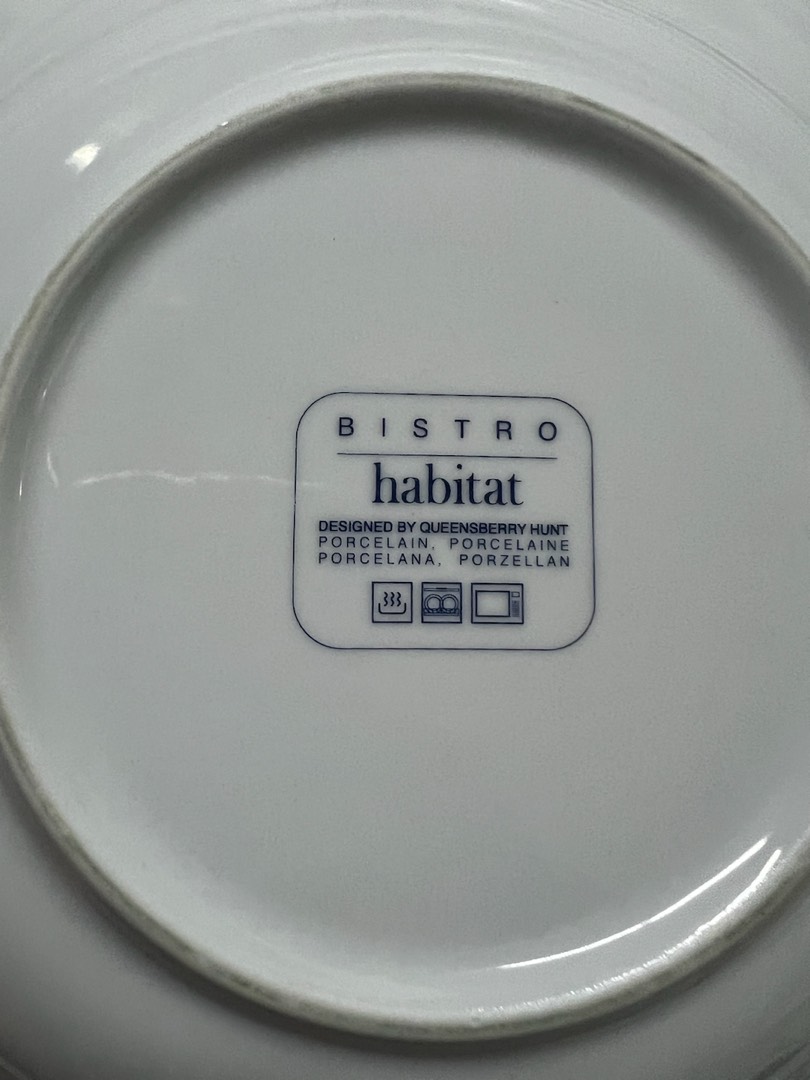 BISTRO
habitat
DESIGNED BY QUEENSBERRY HUNT
PORCELAIN, PORCELAINE
PORCELANA, PORZELLAN